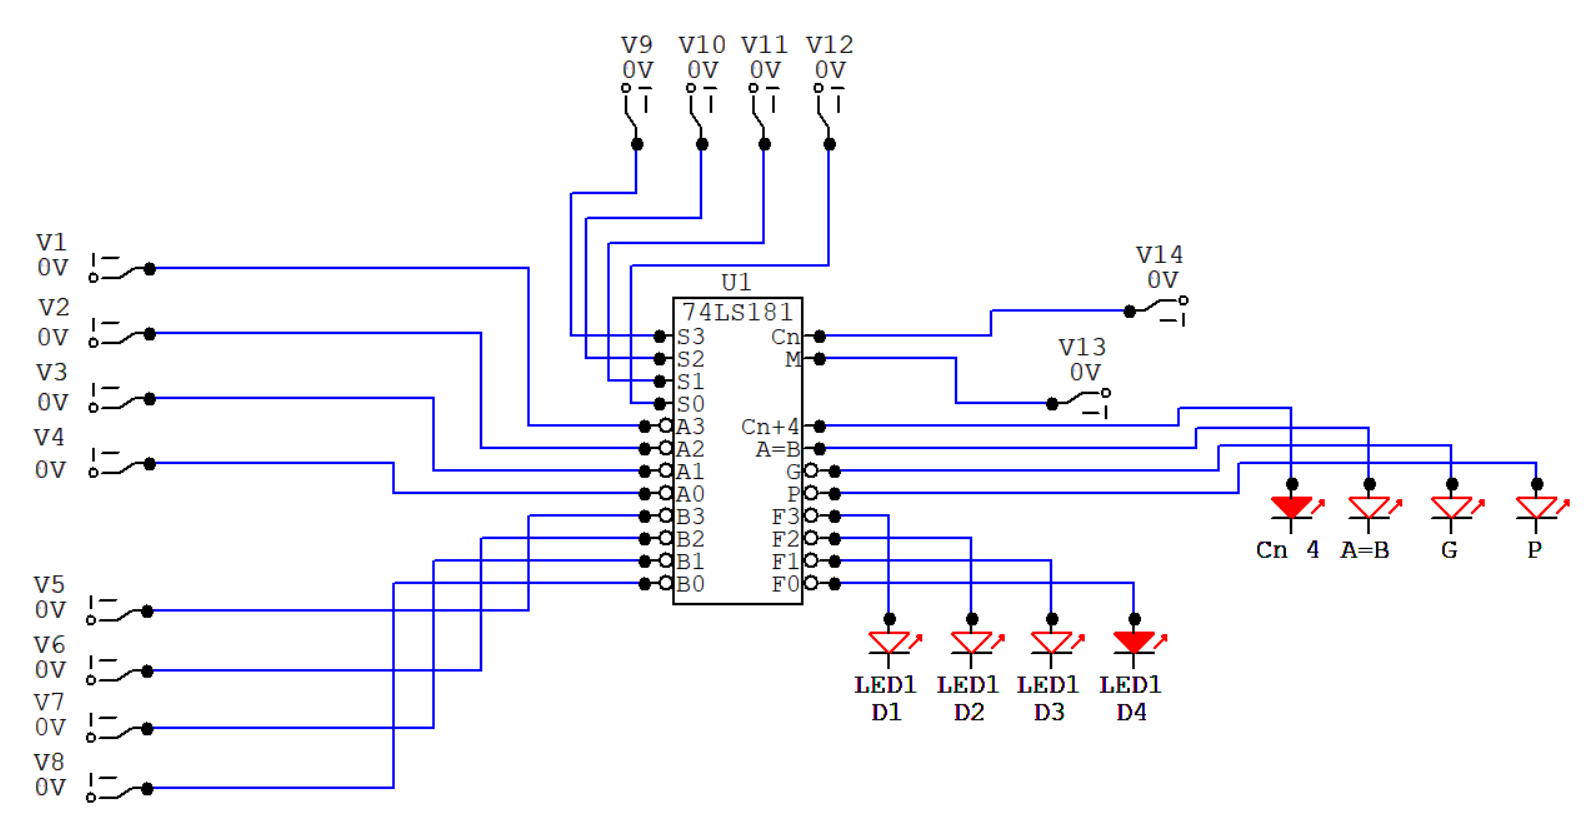 V9 V10 V11 V12
0V 0V 0V 0V
V1
0V
V2
0V
V3
0V
V4
0V
V5
0V
V6
0V
V7
0V
V8
0V
U1
74LS181
S3 Cn
S2 M
S1
S0
A3 Cn+4
A2 A=B
A1 G
A0 P
B3 F3
B2 F2
B1 F1
B0 F0
V14
0V
V13
0V
Cn 4 A=B G P
LED1 LED1 LED1 LED1
D1 D2 D3 D4